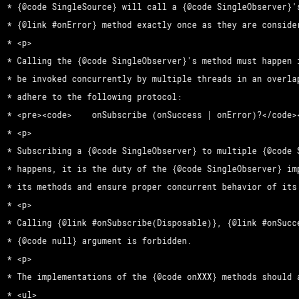 * {@code SingleSource} will call a {@code SingleObserver}'s
* {@link #onError} method exactly once as they are consider
* <p>
* Calling the {@code SingleObserver}'s method must happen i
* be invoked concurrently by multiple threads in an overlap
* adhere to the following protocol:
* <pre><code>    onSubscribe (onSuccess | onError)?</code><
* <p>
* Subscribing a {@code SingleObserver} to multiple {@code S
* happens, it is the duty of the {@code SingleObserver} imp
* its methods and ensure proper concurrent behavior of its
* <p>
* Calling {@link #onSubscribe(Disposable)}, {@link #onSucce
* {@code null} argument is forbidden.
* <p>
* The implementations of the {@code onXXX} methods should a
* <ul>